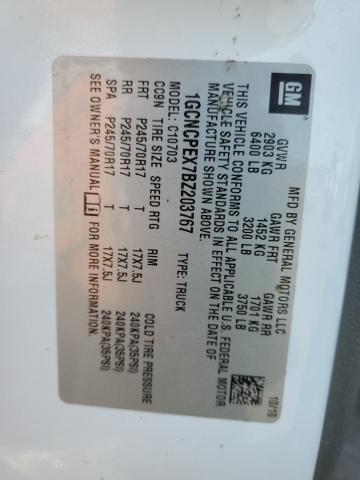 GM
MFD BY GENERAL MOTORS LLC
10/10
GVWR GAWR FRT GAWR RR
2903 KG 1452 KG 1701 KG
6400 LB 3200 LB 3750 LB
THIS VEHICLE CONFORMS TO ALL APPLICABLE U.S. FEDERAL MOTOR
VEHICLE SAFETY STANDARDS IN EFFECT ON THE DATE OF
MANUFACTURE SHOWN ABOVE.
1GCNCPEX7BZ203767 TYPE: TRUCK
MODEL: C10703
CC9N TIRE SIZE SPEED RTG RIM COLD TIRE PRESSURE
FRT P245/70R17 T 17X7.5J 240KPA(35PSI)
RR P245/70R17 T 17X7.5J 240KPA(35PSI)
SPA P245/70R17 T 17X7.5J 240KPA(35PSI)
SEE OWNER'S MANUAL i FOR MORE INFORMATION.